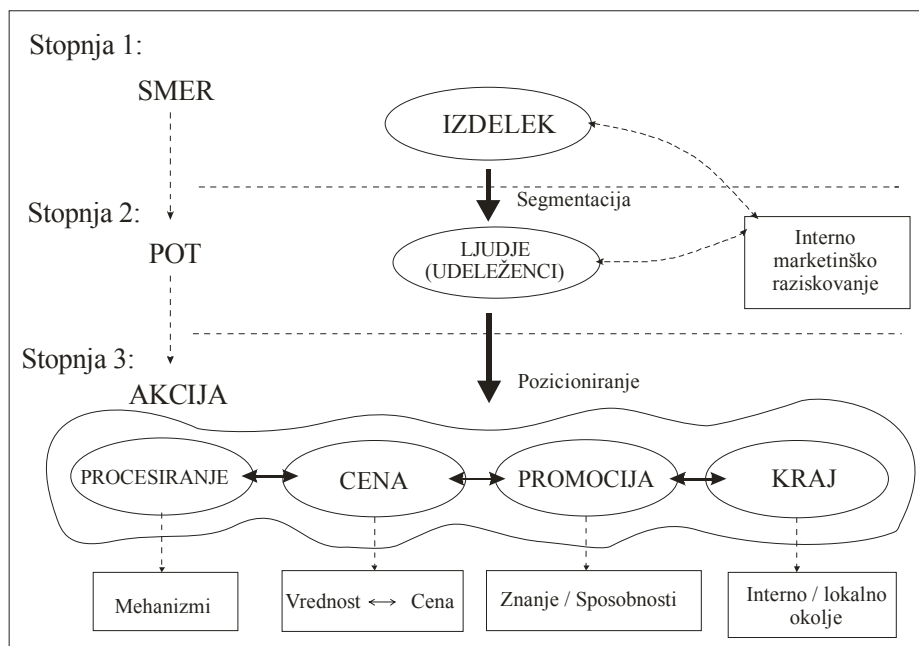 Stopnja 1:
SMER
IZDELEK
Segmentacija
Stopnja 2:
POT
LJUDJE
(UDELEŽENCI)
Interno
marketinško
raziskovanje
Stopnja 3:
AKCIJA
Pozicioniranje
PROCESIRANJE
CENA
PROMOCIJA
KRAJ
Mehanizmi
Vrednost ↔ Cena
Znanje / Sposobnosti
Interno / lokalno
okolje